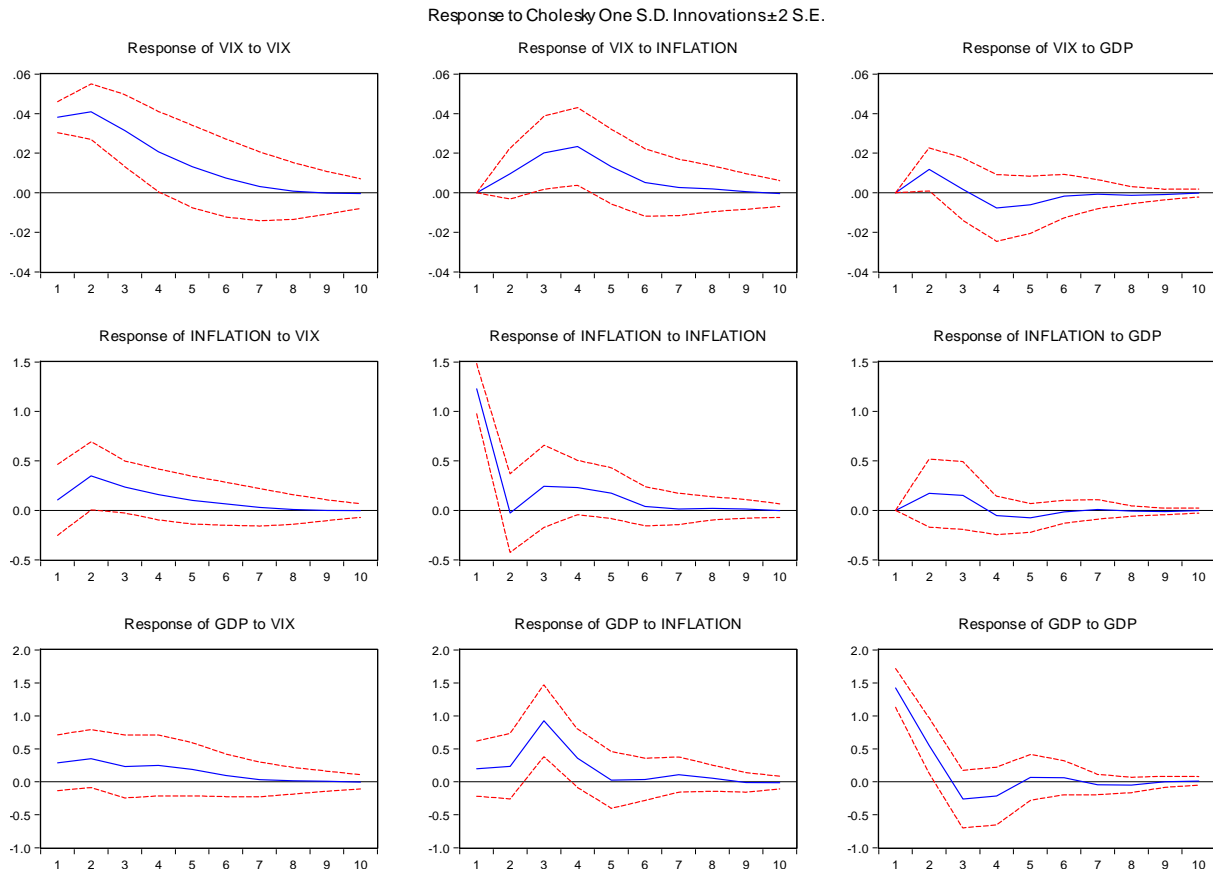 Response to Cholesky One S.D. Innovations ±2 S.E.
Response of VIX to VIX
.06
.04
.02
.00
-.02
-.04
1 2 3 4 5 6 7 8 9 10
Response of VIX to INFLATION
.06
.04
.02
.00
-.02
-.04
1 2 3 4 5 6 7 8 9 10
Response of VIX to GDP
.06
.04
.02
.00
-.02
-.04
1 2 3 4 5 6 7 8 9 10
Response of INFLATION to VIX
1.5
1.0
0.5
0.0
-0.5
1 2 3 4 5 6 7 8 9 10
Response of INFLATION to INFLATION
1.5
1.0
0.5
0.0
-0.5
1 2 3 4 5 6 7 8 9 10
Response of INFLATION to GDP
1.5
1.0
0.5
0.0
-0.5
1 2 3 4 5 6 7 8 9 10
Response of GDP to VIX
2.0
1.5
1.0
0.5
0.0
-0.5
-1.0
1 2 3 4 5 6 7 8 9 10
Response of GDP to INFLATION
2.0
1.5
1.0
0.5
0.0
-0.5
-1.0
1 2 3 4 5 6 7 8 9 10
Response of GDP to GDP
2.0
1.5
1.0
0.5
0.0
-0.5
-1.0
1 2 3 4 5 6 7 8 9 10